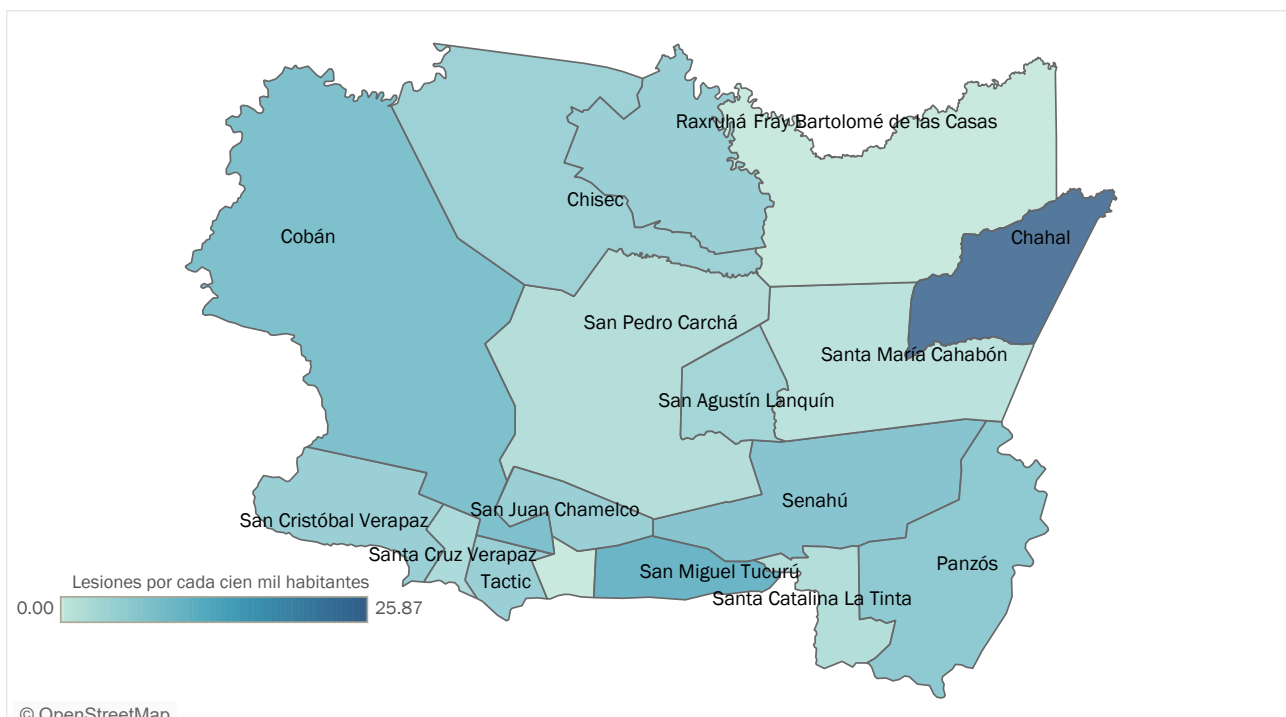 Raxruhá Fray Bartolomé de las Casas
Chisec
Cobán
Chahal
San Pedro Carchá
Santa María Cahabón
San Agustín Lanquín
Senahú
San Juan Chamelco
San Cristóbal Verapaz
Santa Cruz Verapaz
Panzós
San Miguel Tucurú
Tactic
Santa Catalina La Tinta
Lesiones por cada cien mil habitantes
0.00 25.87
© OpenStreetMap